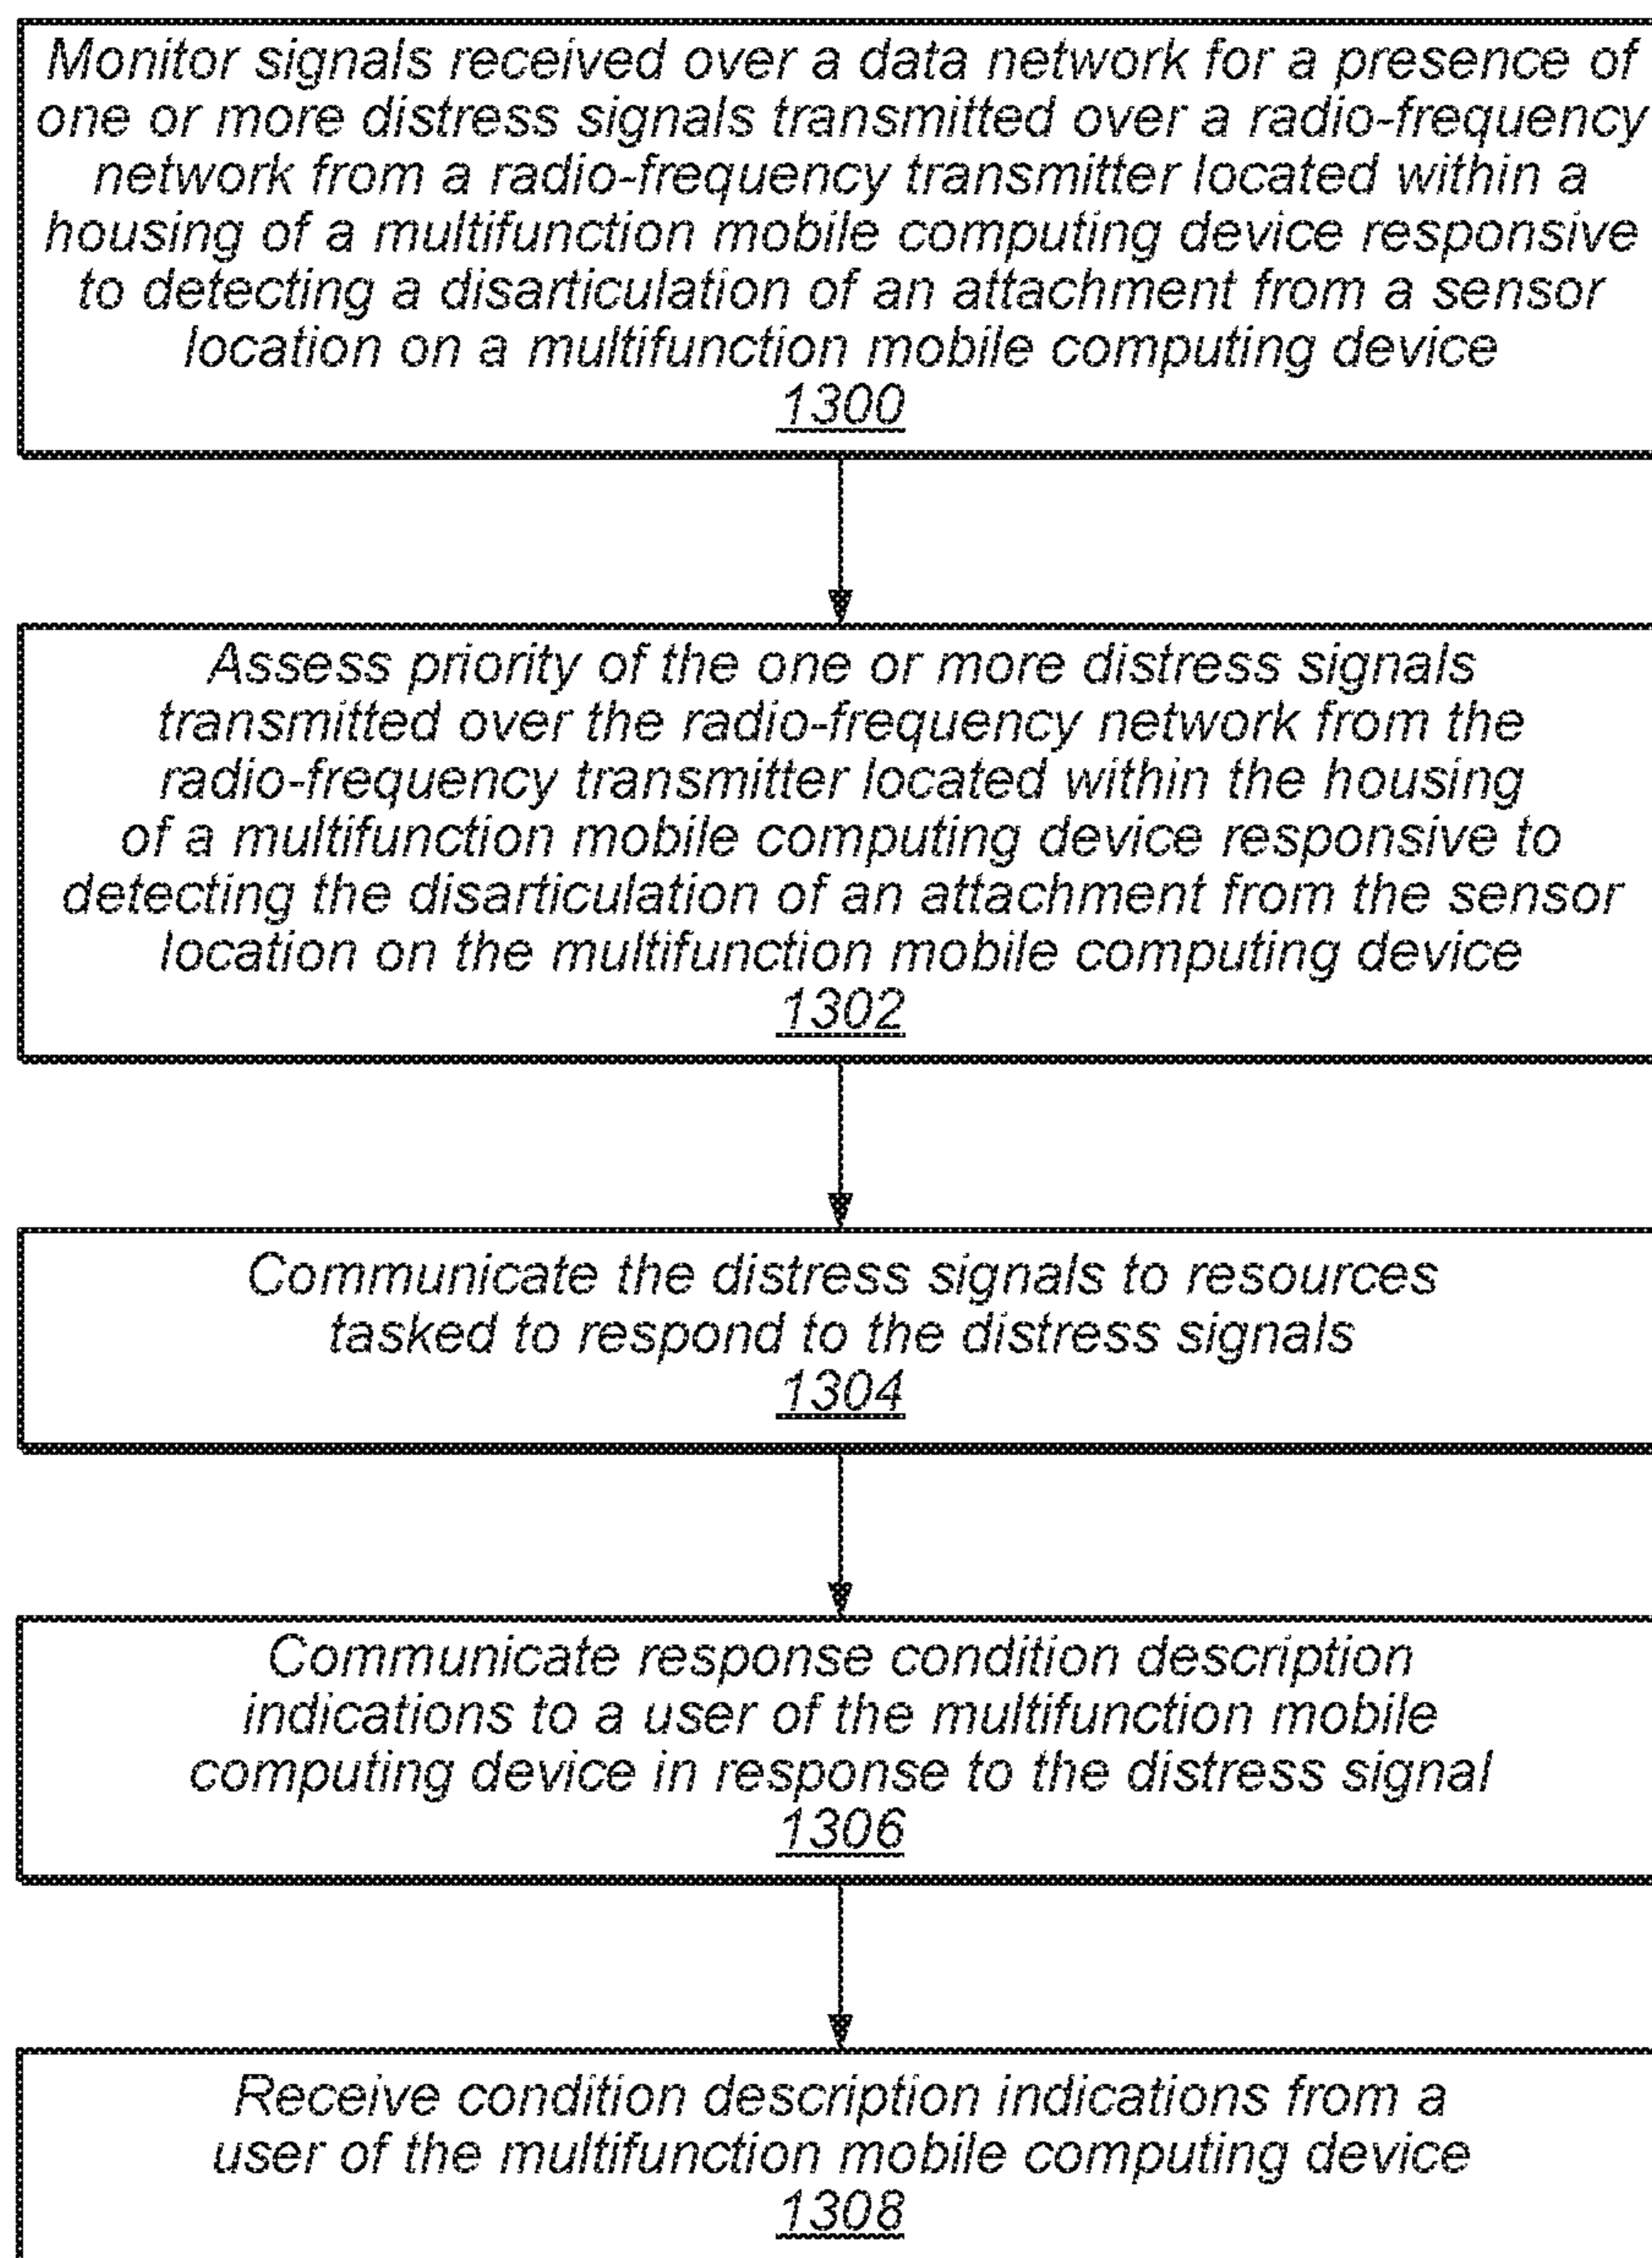 Monitor signals received over a data network for a presence of
one or more distress signals transmitted over a radio-frequency
network from a radio-frequency transmitter located within a
housing of a multifunction mobile computing device responsive
to detecting a disarticulation of an attachment from a sensor
location on a multifunction mobile computing device
1300
Assess priority of the one or more distress signals
transmitted over the radio-frequency network from the
radio-frequency transmitter located within the housing
of a multifunction mobile computing device responsive to
detecting the disarticulation of an attachment from the sensor
location on the multifunction mobile computing device
1302
Communicate the distress signals to resources
tasked to respond to the distress signals
1304
Communicate response condition description
indications to a user of the multifunction mobile
computing device in response to the distress signal
1306
Receive condition description indications from a
user of the multifunction mobile computing device
1308